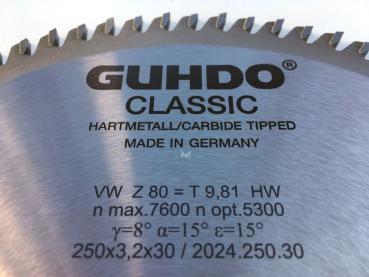 GUHDO®
CLASSIC
HARTMETALL/CARBIDE TIPPED
MADE IN GERMANY
M
VW Z 80 = T 9,81 HW
n max.7600 n opt.5300
γ=8° α=15° ε=15°
250x3,2x30 / 2024.250.30